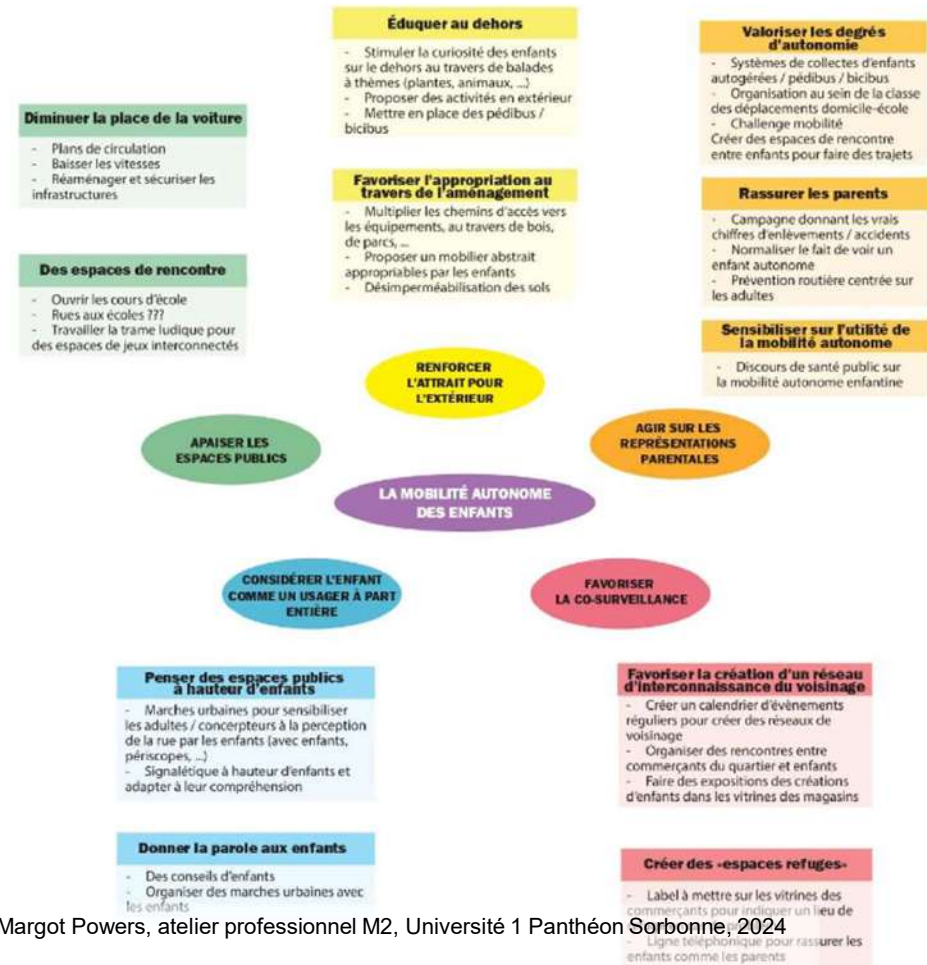 Éduquer au dehors
- Stimuler la curiosité des enfants
sur le dehors au travers de balades
à thèmes (plantes, animaux, ...)
- Proposer des activités en extérieur
- Mettre en place des pédibus /
bicibus
Valoriser les degrés
d'autonomie
- Systèmes de collectes d'enfants
autogérées / pédibus / bicibus
- Organisation au sein de la classe
des déplacements domicile-école
- Challenge mobilité
Créer des espaces de rencontre
entre enfants pour faire des trajets
Diminuer la place de la voiture
- Plans de circulation
- Baisser les vitesses
- Réaménager et sécuriser les
infrastructures
Favoriser l'appropriation au
travers de l'aménagement
- Multiplier les chemins d'accès vers
les équipements, au travers de bois,
de parcs, ...
- Proposer un mobilier abstrait
appropriables par les enfants
- Désimperméabilisation des sols
Rassurer les parents
- Campagne donnant les vrais
chiffres d'enlèvements / accidents
- Normaliser le fait de voir un
enfant autonome
- Prévention routière centrée sur
les adultes
Des espaces de rencontre
- Ouvrir les cours d'école
- Rues aux écoles ???
- Travailler la trame ludique pour
des espaces de jeux interconnectés
Sensibiliser sur l'utilité de
la mobilité autonome
- Discours de santé public sur
la mobilité autonome enfantine
RENFORCER
L'ATTRAIT POUR
L'EXTÉRIEUR
APAISER LES
ESPACES PUBLICS
AGIR SUR LES
REPRÉSENTATIONS
PARENTALES
LA MOBILITÉ AUTONOME
DES ENFANTS
CONSIDÉRER L'ENFANT
COMME UN USAGER À PART
ENTIÈRE
FAVORISER
LA CO-SURVEILLANCE
Penser des espaces publics
à hauteur d'enfants
- Marches urbaines pour sensibiliser
les adultes / concepteurs à la perception
de la rue par les enfants (avec enfants,
périscopes, ...)
- Signalétique à hauteur d'enfants et
adapter à leur compréhension
Favoriser la création d'un réseau
d'interconnaissance du voisinage
- Créer un calendrier d'évènements
réguliers pour créer des réseaux de
voisinage
- Organiser des rencontres entre
commerçants du quartier et enfants
- Faire des expositions des créations
d'enfants dans les vitrines des magasins
Donner la parole aux enfants
- Des conseils d'enfants
- Organiser des marches urbaines avec
les enfants
Créer des «espaces refuges»
- Label à mettre sur les vitrines des
commerçants pour indiquer un lieu de
- Ligne téléphonique pour rassurer les
enfants comme les parents
Margot Powers, atelier professionnel M2, Université 1 Panthéon Sorbonne, 2024